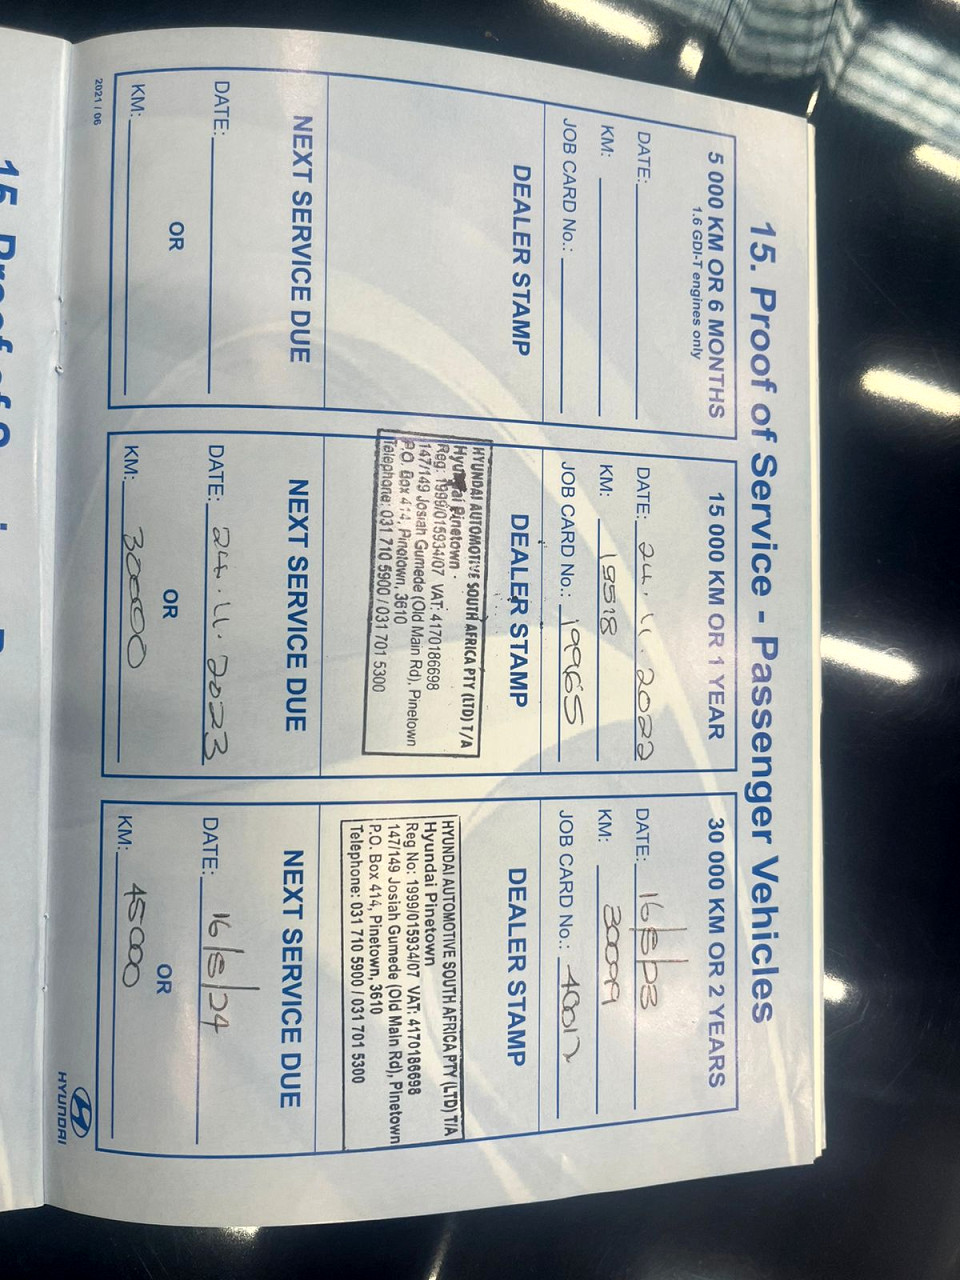 15. Proof of Service - Passenger Vehicles
5 000 KM OR 6 MONTHS
1.6 GDI-T engines only
DATE:
KM:
JOB CARD No.:
DEALER STAMP
NEXT SERVICE DUE
DATE:
OR
KM:
2021 / 06
15 000 KM OR 1 YEAR
DATE: 24.11.2022
KM: 19518
JOB CARD No.: 19965
DEALER STAMP
HYUNDAI AUTOMOTIVE SOUTH AFRICA PTY (LTD) T/A
Hyundai Pinetown
Reg: 1999/015934/07 VAT: 4170186698
147/149 Josiah Gumede (Old Main Rd), Pinetown
P.O. Box 414, Pinetown, 3610
Telephone: 031 710 5900 / 031 701 5300
NEXT SERVICE DUE
DATE: 24.11.2023
OR
KM: 30000
30 000 KM OR 2 YEARS
DATE: 16/8/23
KM: 30099
JOB CARD No.:
DEALER STAMP
HYUNDAI AUTOMOTIVE SOUTH AFRICA PTY (LTD) T/A
Hyundai Pinetown
Reg No: 1999/015934/07 VAT: 4170186698
147/149 Josiah Gumede (Old Main Rd), Pinetown
P.O. Box 414, Pinetown, 3610
Telephone: 031 710 5900 / 031 701 5300
NEXT SERVICE DUE
DATE: 16/8/24
OR
KM: 45000
HYUNDAI